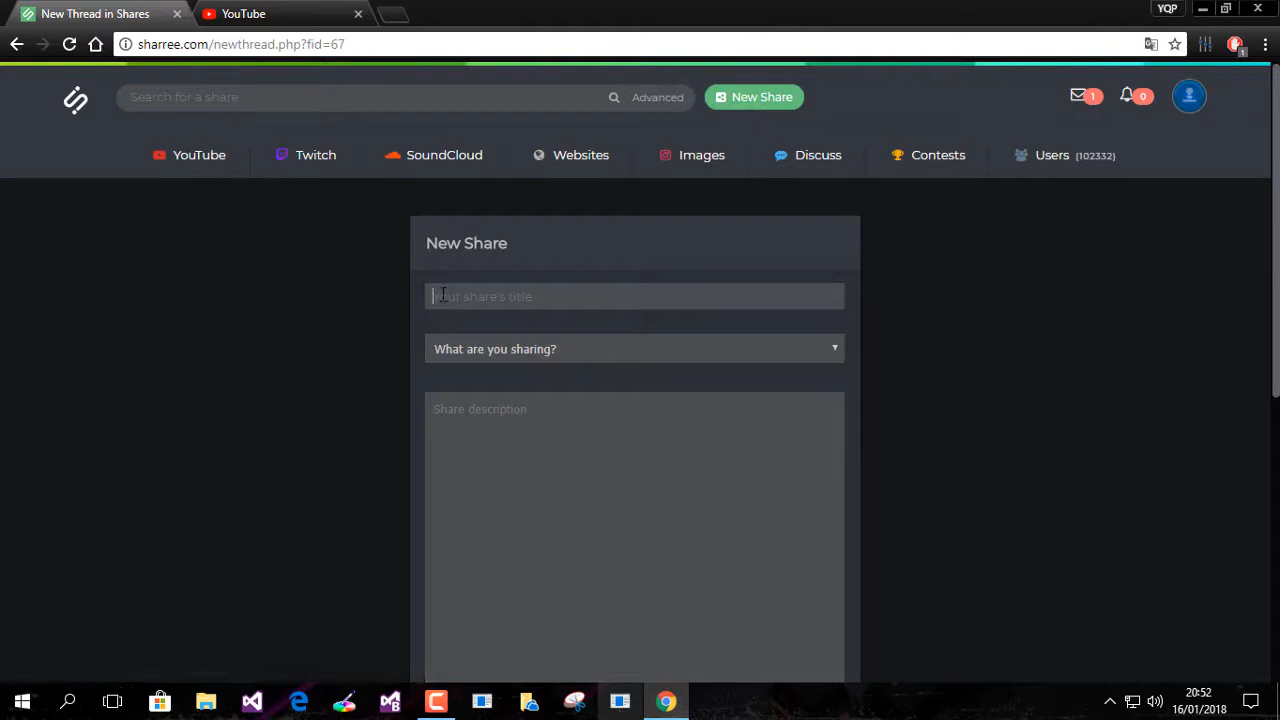 New Thread in Shares
YouTube
YQP
sharree.com/newthread.php?fid=67
1
Search for a share
Advanced
New Share
1
0
YouTube
Twitch
SoundCloud
Websites
Images
Discuss
Contests
Users (102332)
New Share
Your share's title
What are you sharing?
Share description
20:52
16/01/2018